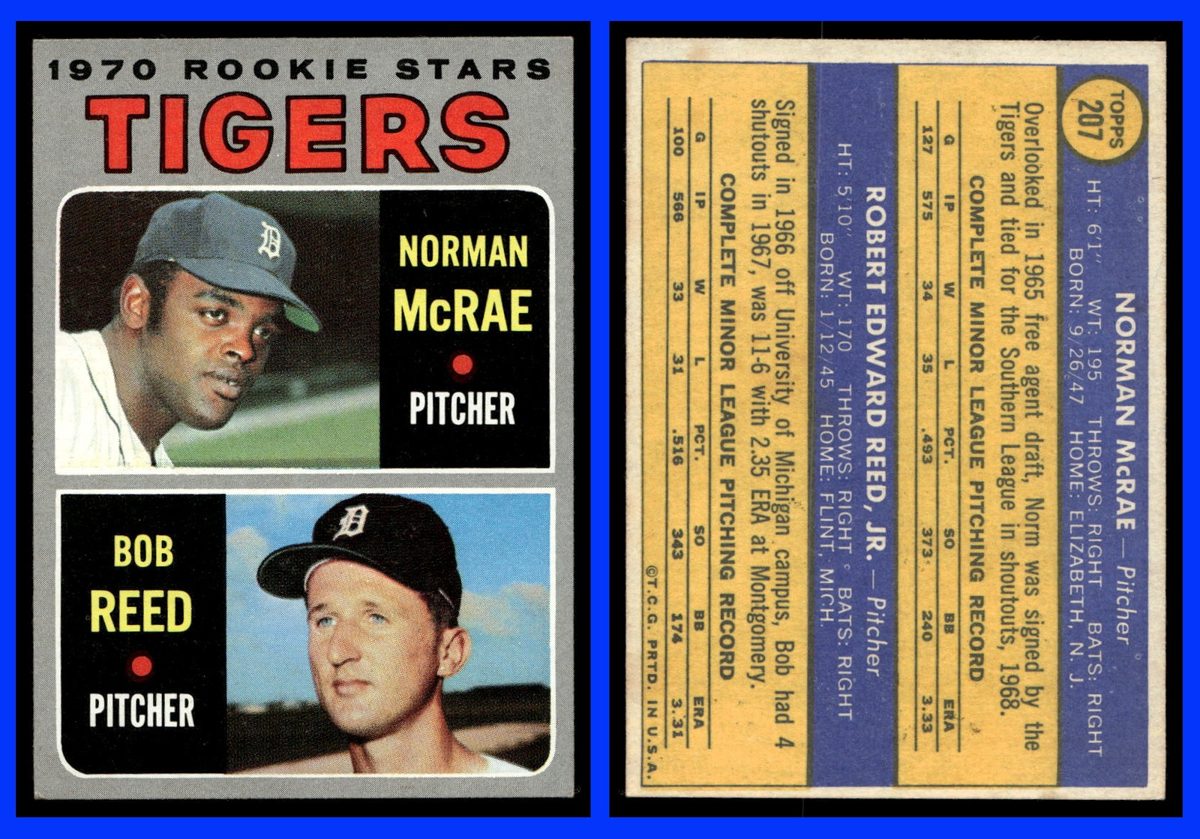 1970 ROOKIE STARS
TIGERS
D
NORMAN
McRAE
PITCHER
D
BOB
REED
PITCHER
TOPPS
207
NORMAN McRAE — Pitcher
HT: 6'1" WT: 195 THROWS: RIGHT BATS: RIGHT
BORN: 9/26/47 HOME: ELIZABETH, N. J.
Overlooked in 1965 free agent draft, Norm was signed by the
Tigers and tied for the Southern League in shutouts, 1968.
COMPLETE MINOR LEAGUE PITCHING RECORD
G IP W L PCT. SO BB ERA
127 575 34 35 .493 373 240 3.33
ROBERT EDWARD REED, JR. — Pitcher
HT: 5'10" WT: 170 THROWS: RIGHT BATS: RIGHT
BORN: 1/12/45 HOME: FLINT, MICH
Signed in 1966 off University of Michigan campus, Bob had 4
shutouts in 1967, was 11-6 with 2.35 ERA at Montgomery.
COMPLETE MINOR LEAGUE PITCHING RECORD
G IP W L PCT. SO BB ERA
100 566 33 31 .516 343 174 3.31
©T.C.G. PRTD. IN U.S.A.